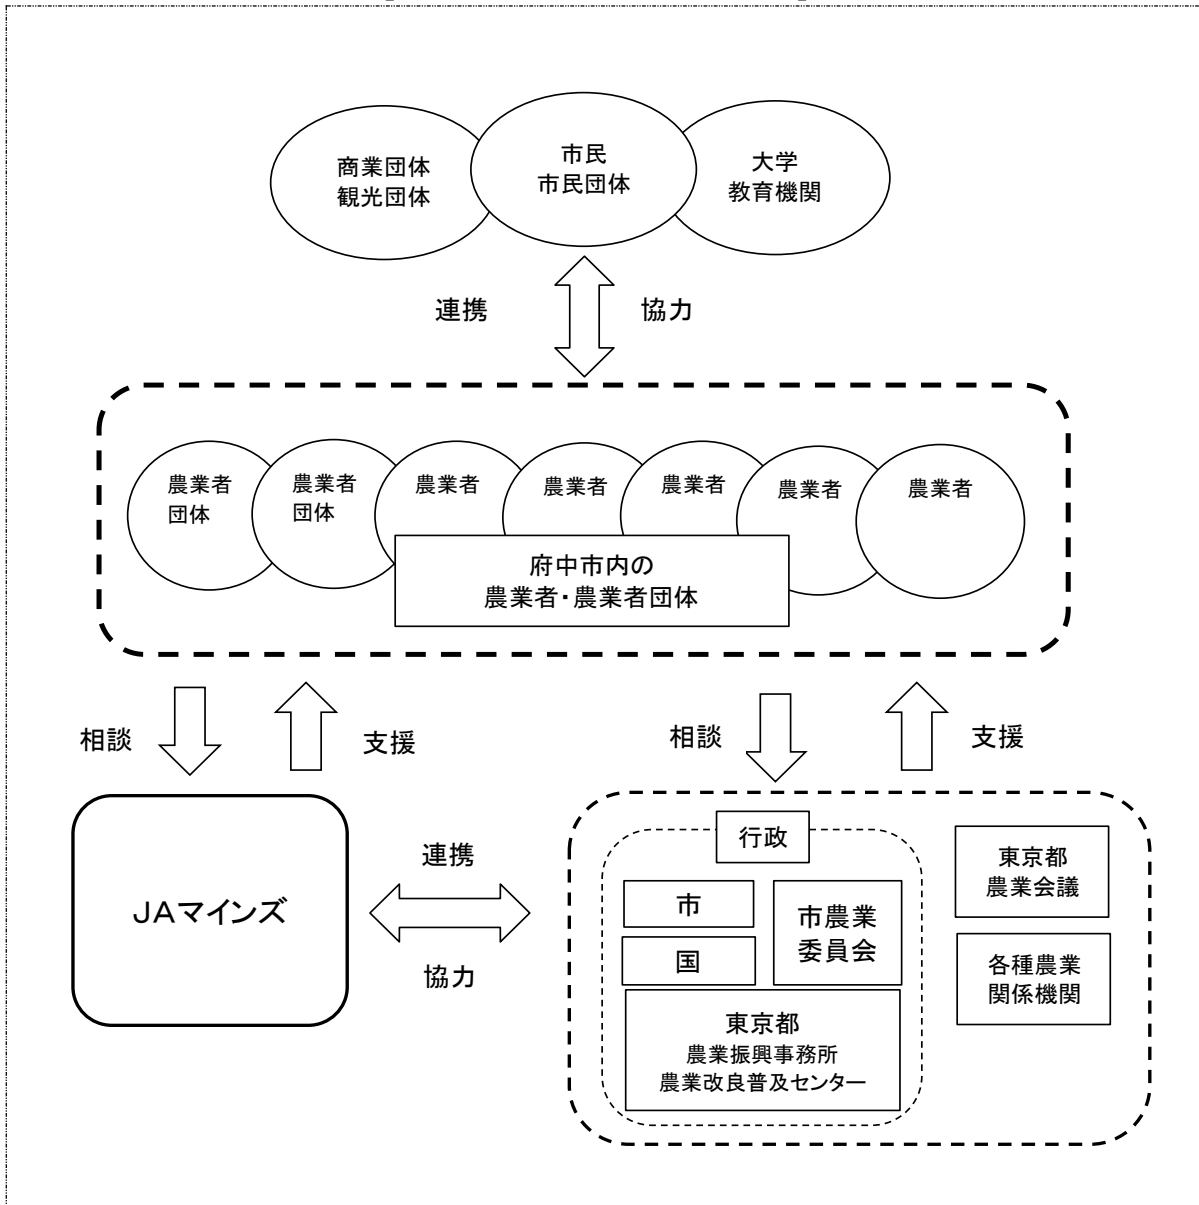 商業団体
観光団体
市民
市民団体
大学
教育機関
連携
協力
農業者
団体
農業者
団体
農業者
農業者
農業者
農業者
農業者
府中市内の
農業者・農業者団体
相談
支援
相談
支援
JAマインズ
連携
協力
行政
市
国
市農業
委員会
東京都
農業振興事務所
農業改良普及センター
東京都
農業会議
各種農業
関係機関